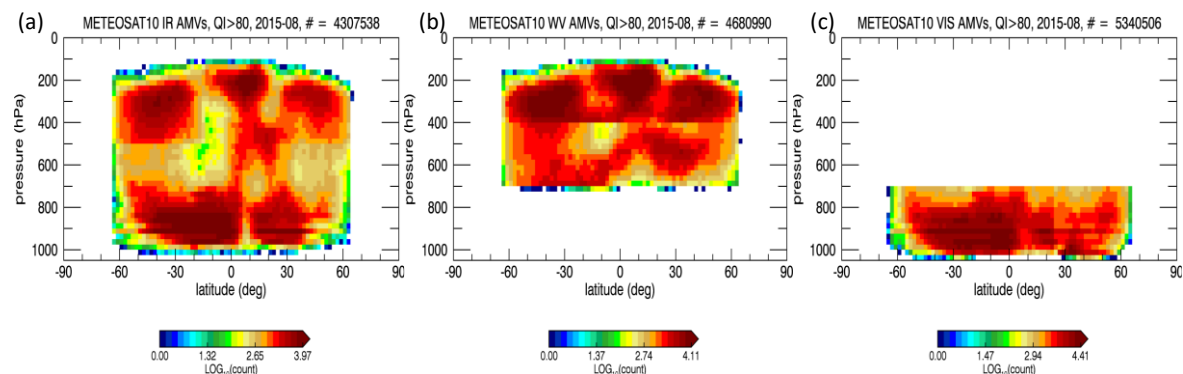 (a) METEOSAT10 IR AMVs, QI>80, 2015-08, # = 4307538
0
200
400
600
800
1000
pressure (hPa)
-90 -60 -30 0 30 60 90
latitude (deg)
0.00 1.32 2.65 3.97
LOG₁₀(count)
(b) METEOSAT10 WV AMVs, QI>80, 2015-08, # = 4680990
0
200
400
600
800
1000
pressure (hPa)
-90 -60 -30 0 30 60 90
latitude (deg)
0.00 1.37 2.74 4.11
LOG₁₀(count)
(c) METEOSAT10 VIS AMVs, QI>80, 2015-08, # = 5340506
0
200
400
600
800
1000
pressure (hPa)
-90 -60 -30 0 30 60 90
latitude (deg)
0.00 1.47 2.94 4.41
LOG₁₀(count)